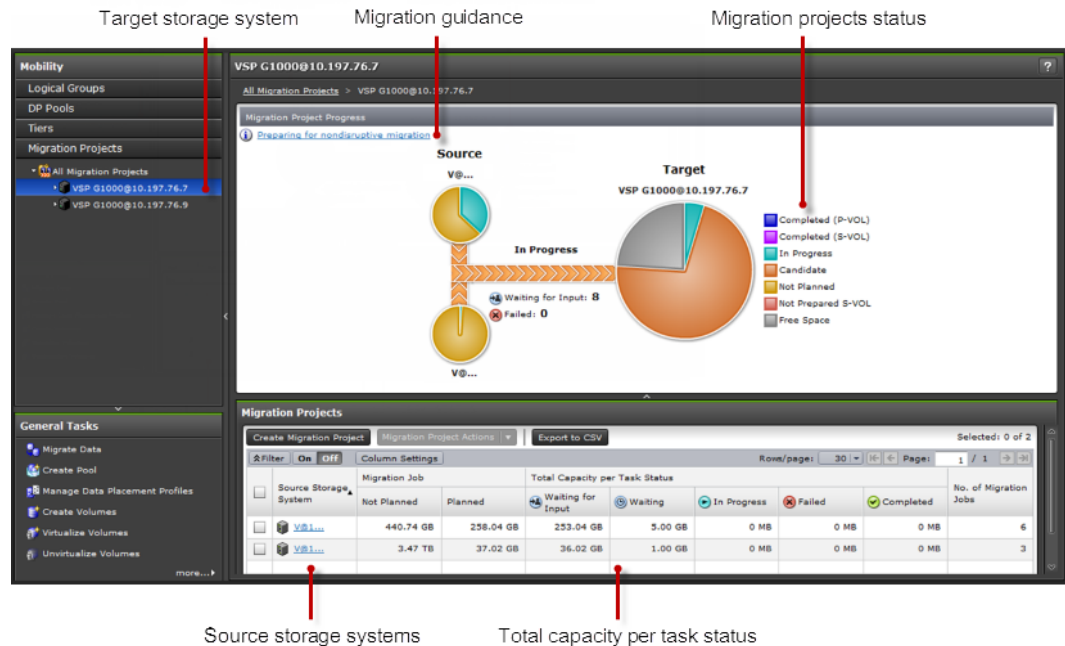 Target storage system
Migration guidance
Migration projects status
Mobility
Logical Groups
DP Pools
Tiers
Migration Projects
All Migration Projects
VSP G1000@10.197.76.7
VSP G1000@10.197.76.9
General Tasks
Migrate Data
Create Pool
Manage Data Placement Profiles
Create Volumes
Virtualize Volumes
Unvirtualize Volumes
more...
VSP G1000@10.197.76.7
?
All Migration Projects > VSP G1000@10.197.76.7
Migration Project Progress
Preparing for nondisruptive migration
Source
V@...
Target
VSP G1000@10.197.76.7
In Progress
Waiting for Input: 8
Failed: 0
V@...
Completed (P-VOL)
Completed (S-VOL)
In Progress
Candidate
Not Planned
Not Prepared S-VOL
Free Space
Migration Projects
Create Migration Project Migration Project Actions Export to CSV Selected: 0 of 2
Filter On Off Column Settings Rows/page: 30 Page: 1 / 1
Source Storage System
Migration Job
Total Capacity per Task Status
No. of Migration Jobs
Not Planned Planned Waiting for Input Waiting In Progress Failed Completed
V@1... 440.74 GB 258.04 GB 253.04 GB 5.00 GB 0 MB 0 MB 0 MB 6
V@1... 3.47 TB 37.02 GB 36.02 GB 1.00 GB 0 MB 0 MB 0 MB 3
Source storage systems
Total capacity per task status